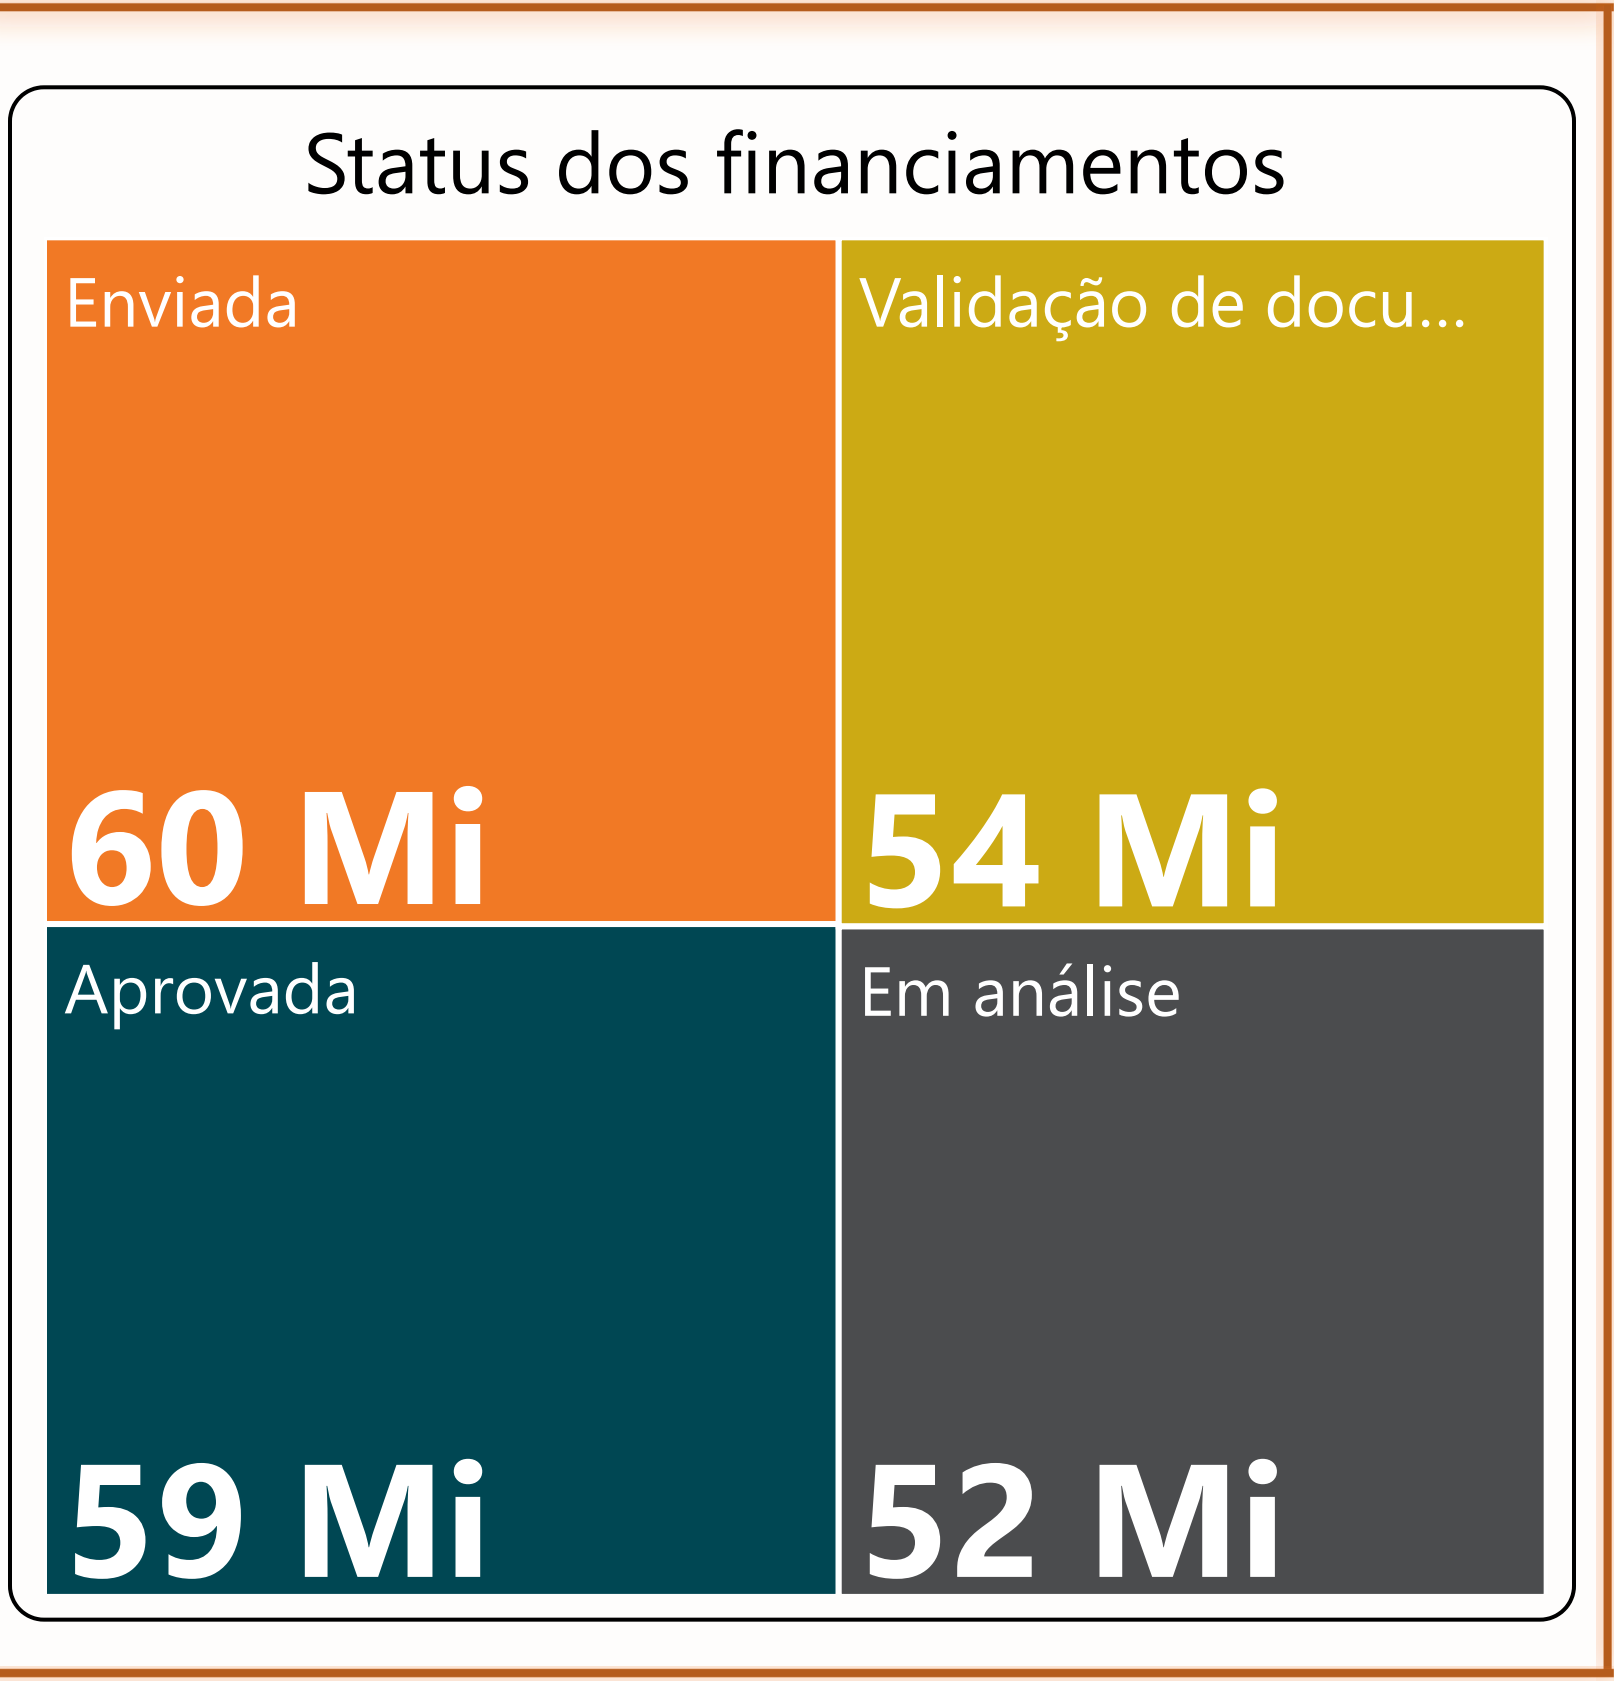 Status dos financiamentos
Enviada
60 Mi
Validação de docu...
54 Mi
Aprovada
59 Mi
Em análise
52 Mi